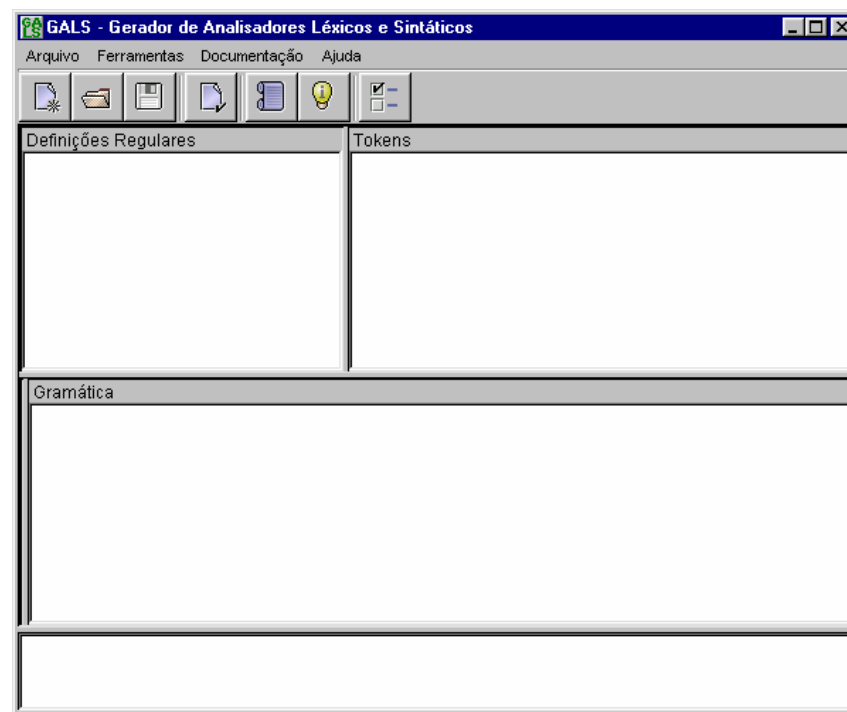 GALS - Gerador de Analisadores Léxicos e Sintáticos
Arquivo Ferramentas Documentação Ajuda
Definições Regulares
Tokens
Gramática